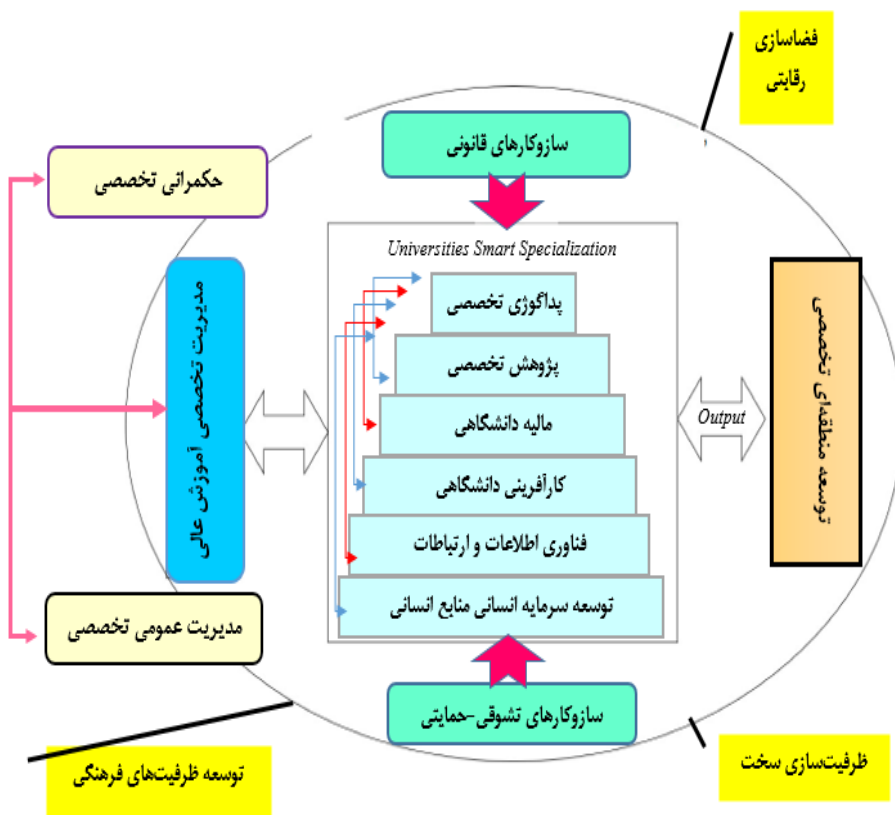 فضاسازی
رقابتی
سازوکارهای قانونی
حکمرانی تخصصی
Universities Smart Specialization
مدیریت تخصصی آموزش عالی
پداگوژی تخصصی
پژوهش تخصصی
مالیه دانشگاهی
کارآفرینی دانشگاهی
فناوری اطلاعات و ارتباطات
توسعه سرمایه انسانی منابع انسانی
Output
توسعه منطقه‌ای تخصصی
مدیریت عمومی تخصصی
سازوکارهای تشوقی-حمایتی
توسعه ظرفیت‌های فرهنگی
ظرفیت‌سازی سخت